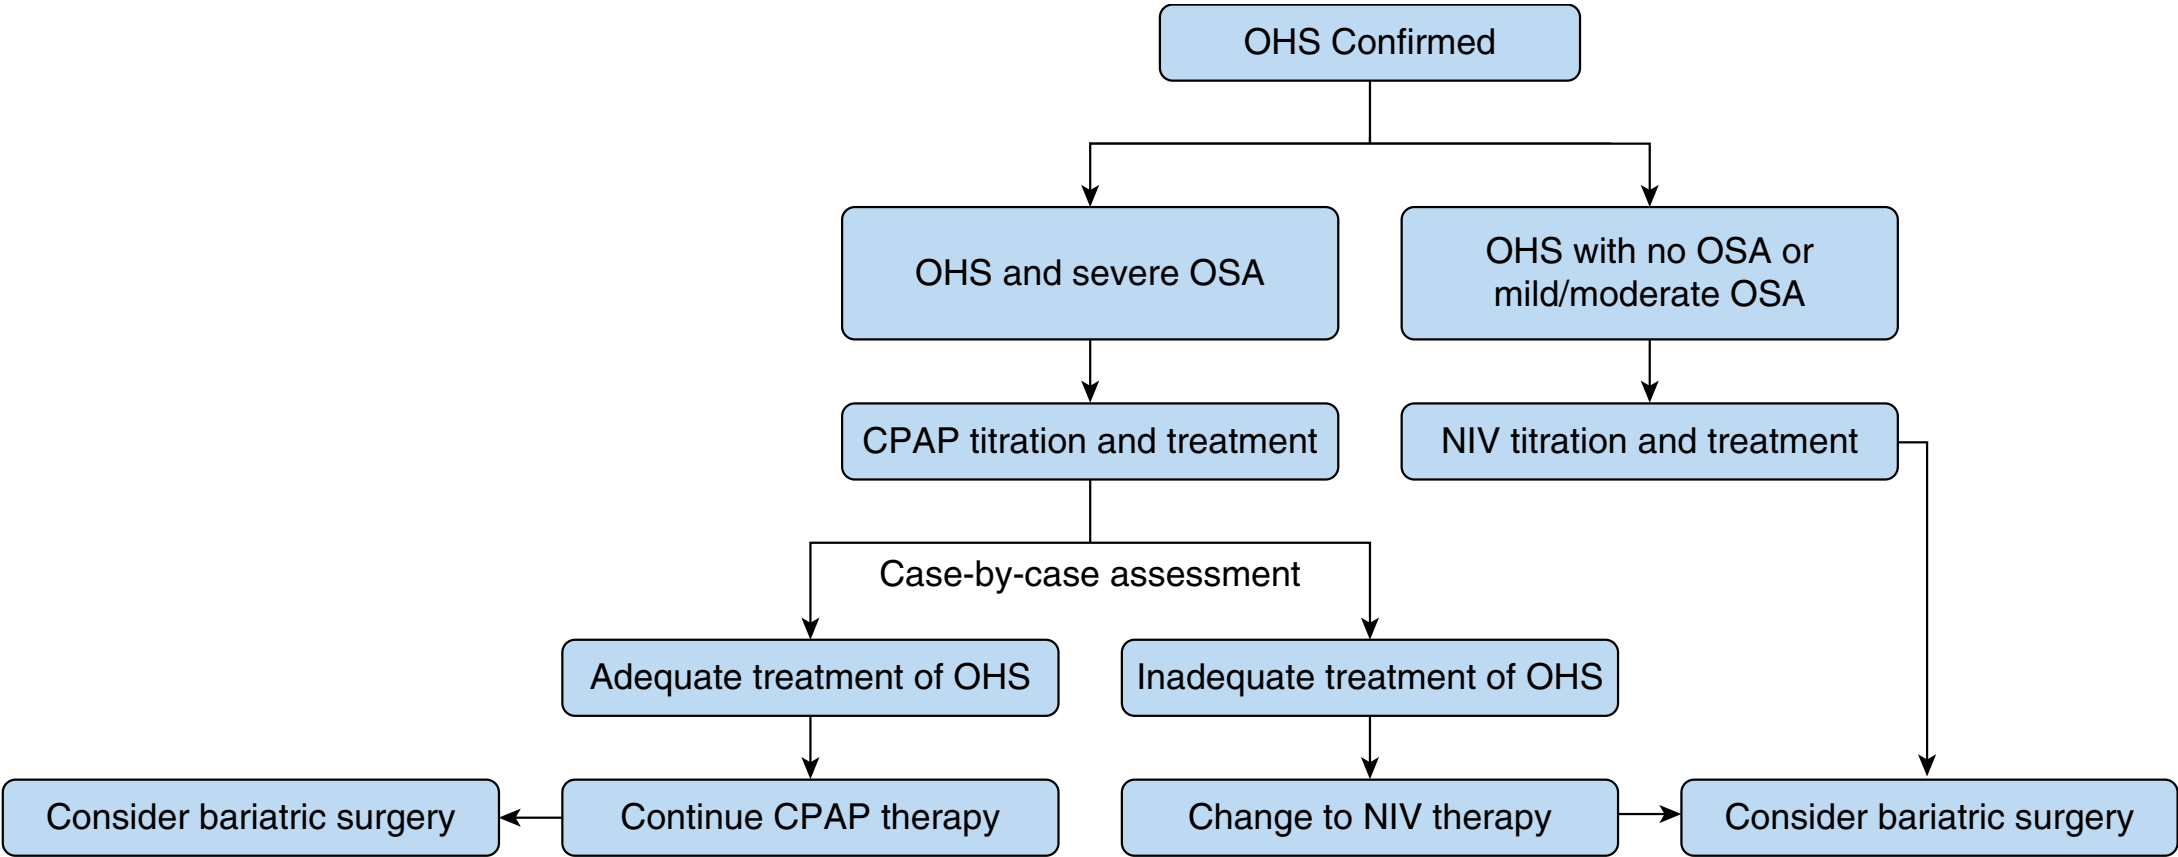 OHS Confirmed
OHS and severe OSA
OHS with no OSA or
mild/moderate OSA
CPAP titration and treatment
NIV titration and treatment
Case-by-case assessment
Adequate treatment of OHS
Inadequate treatment of OHS
Consider bariatric surgery
Continue CPAP therapy
Change to NIV therapy
Consider bariatric surgery